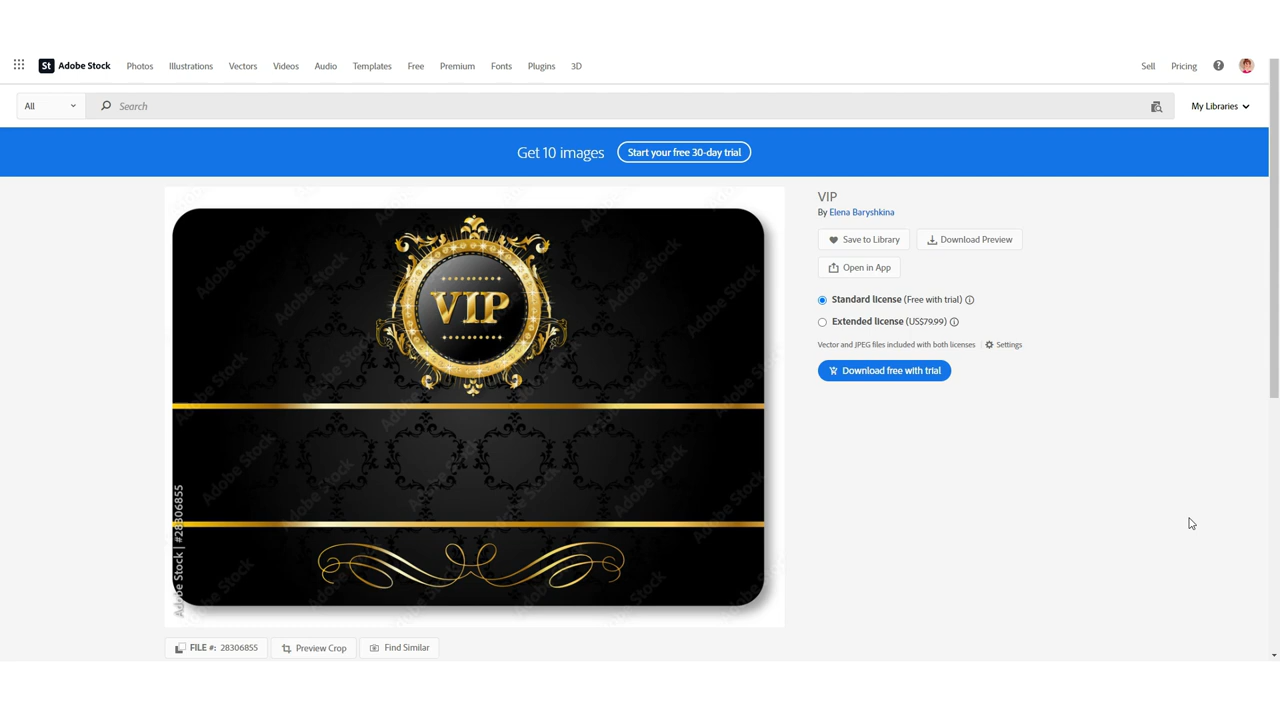 St Adobe Stock Photos Illustrations Vectors Videos Audio Templates Free Premium Fonts Plugins 3D Sell Pricing ?
All Search My Libraries
Get 10 images Start your free 30-day trial
VIP
By Elena Baryshkina
Save to Library Download Preview
Open in App
Standard license (Free with trial)
Extended license (US$79.99)
Vector and JPEG files included with both licenses Settings
Download free with trial
VIP
Adobe Stock | #28306855
Adobe Stock
FILE #: 28306855 Preview Crop Find Similar